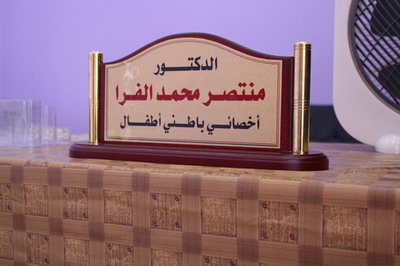 الدكتور
منتصر محمد الفرا
أخصائي باطني أطفال